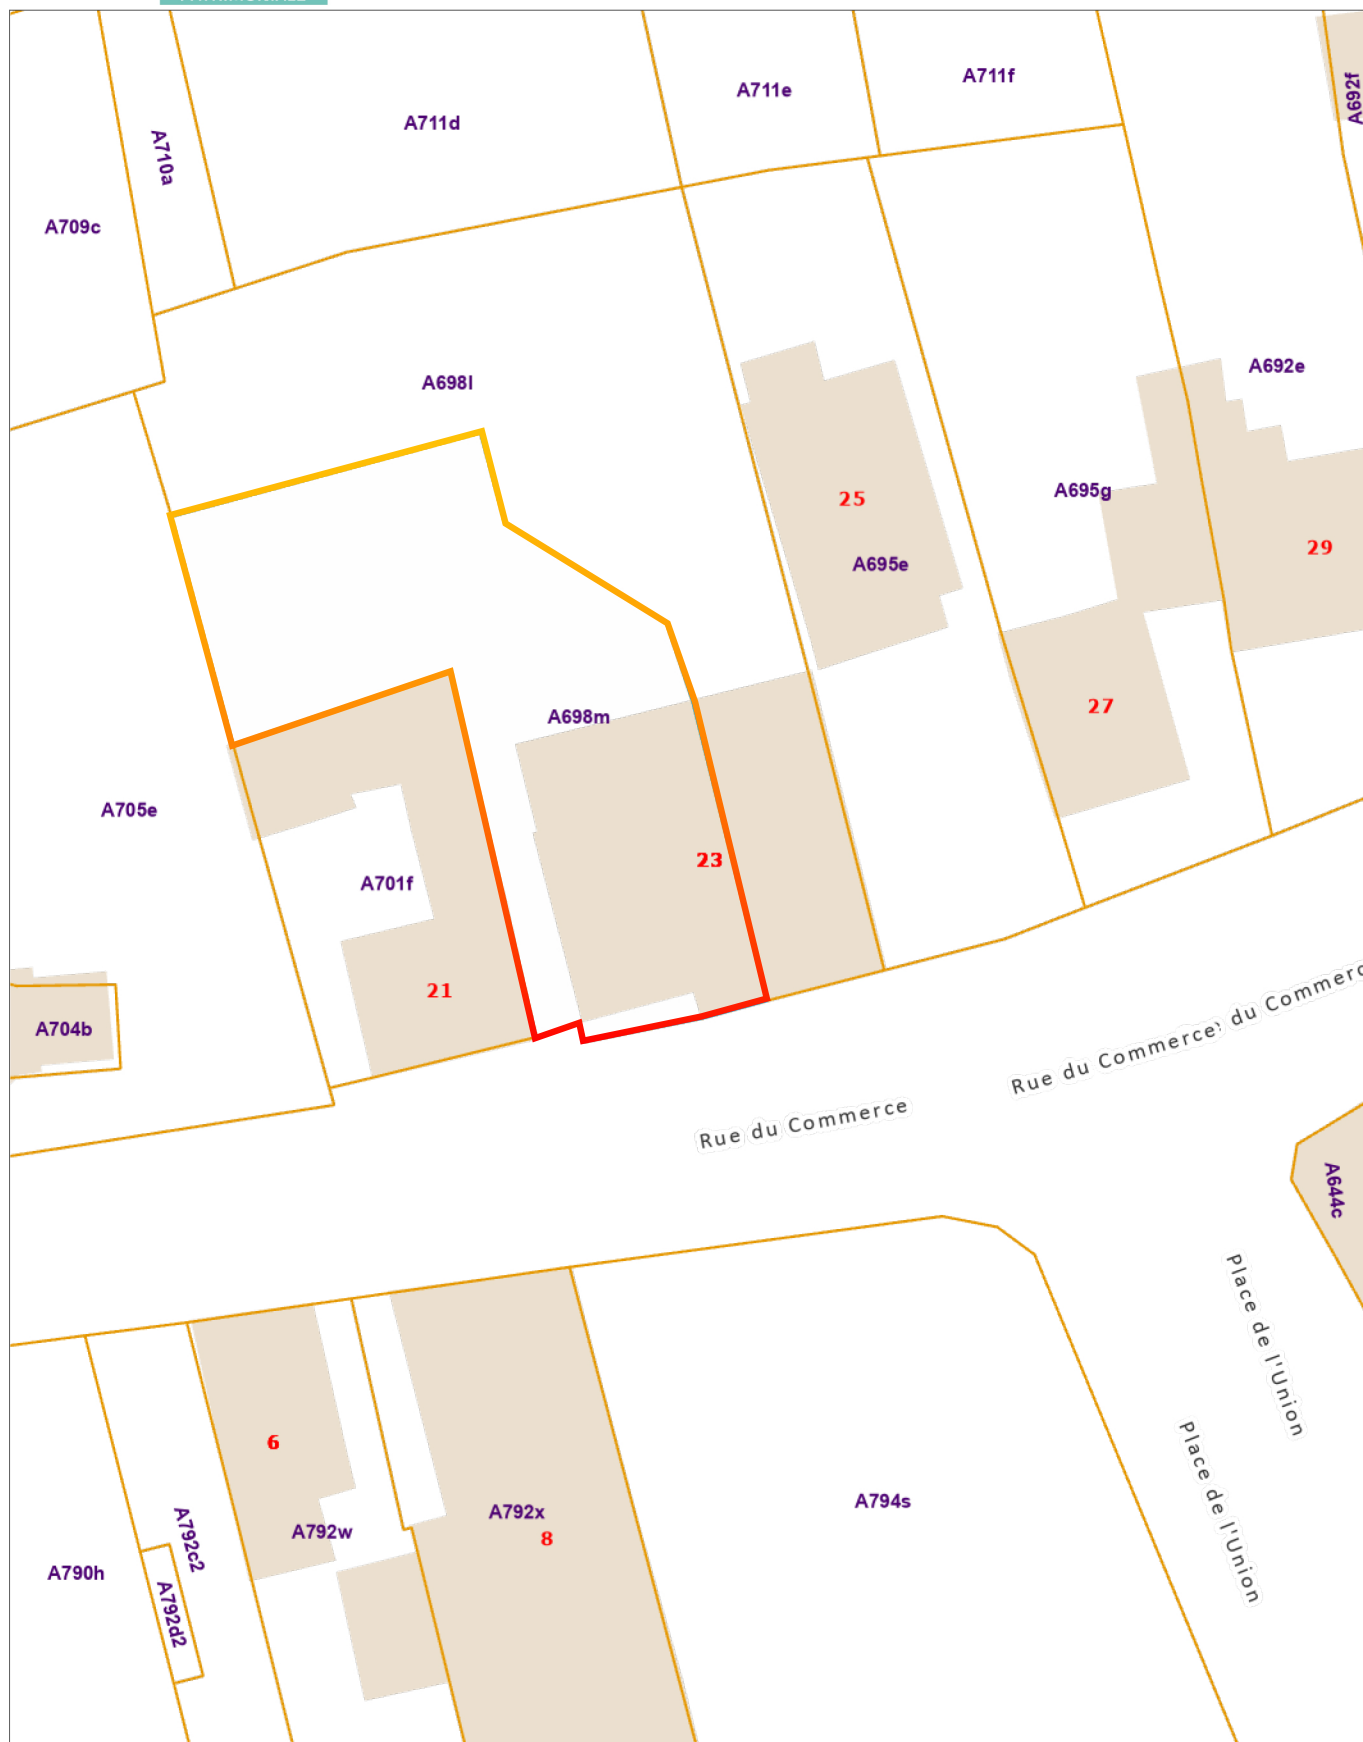 A711f
A711e
A692f
A711d
A710a
A709c
A692e
A698l
A695g
25
29
A695e
27
A698m
A705e
23
A701f
21
A704b
Rue du Commerce
du Commerc
Rue du Commerce
A644c
Place de l'Union
6
Place de l'Union
A794s
A792x
A792w
8
A792c2
A790h
A792d2